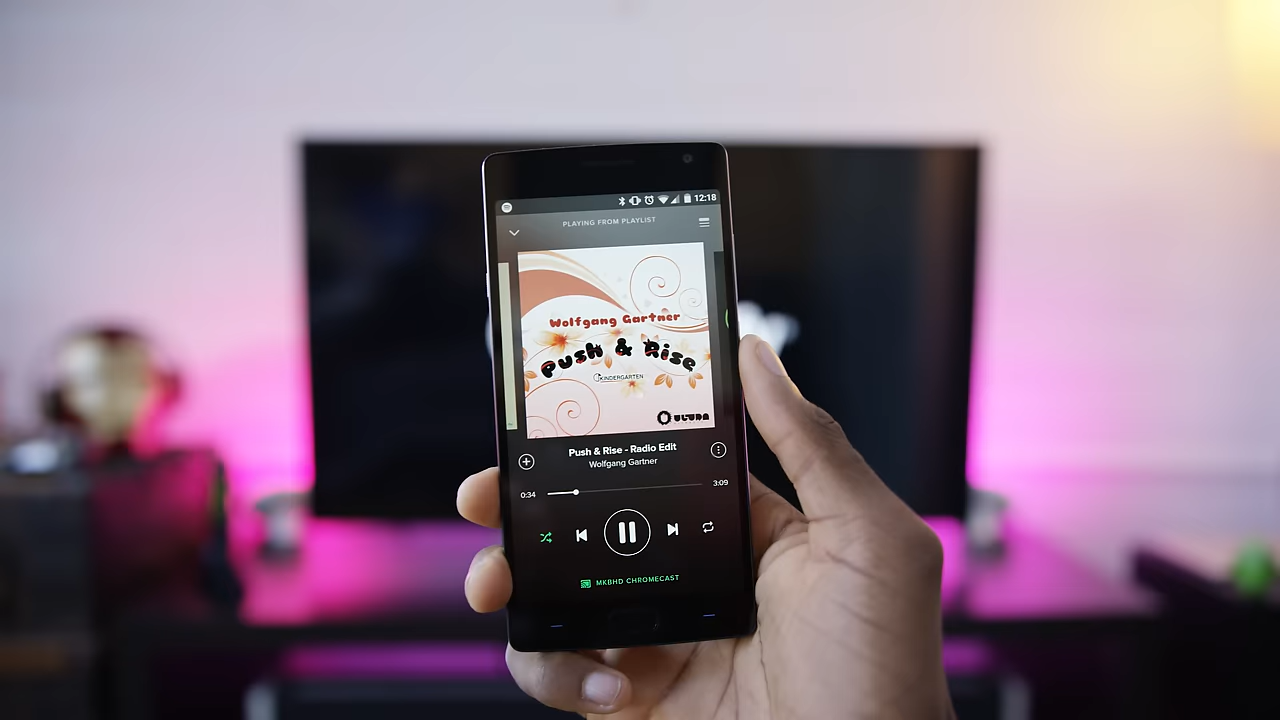 12:18
PLAYING FROM PLAYLIST
Wolfgang Gartner
Push & Rise
KINDERGARTEN
ULTRA
Push & Rise - Radio Edit
Wolfgang Gartner
0:34
3:09
MKBHD CHROMECAST